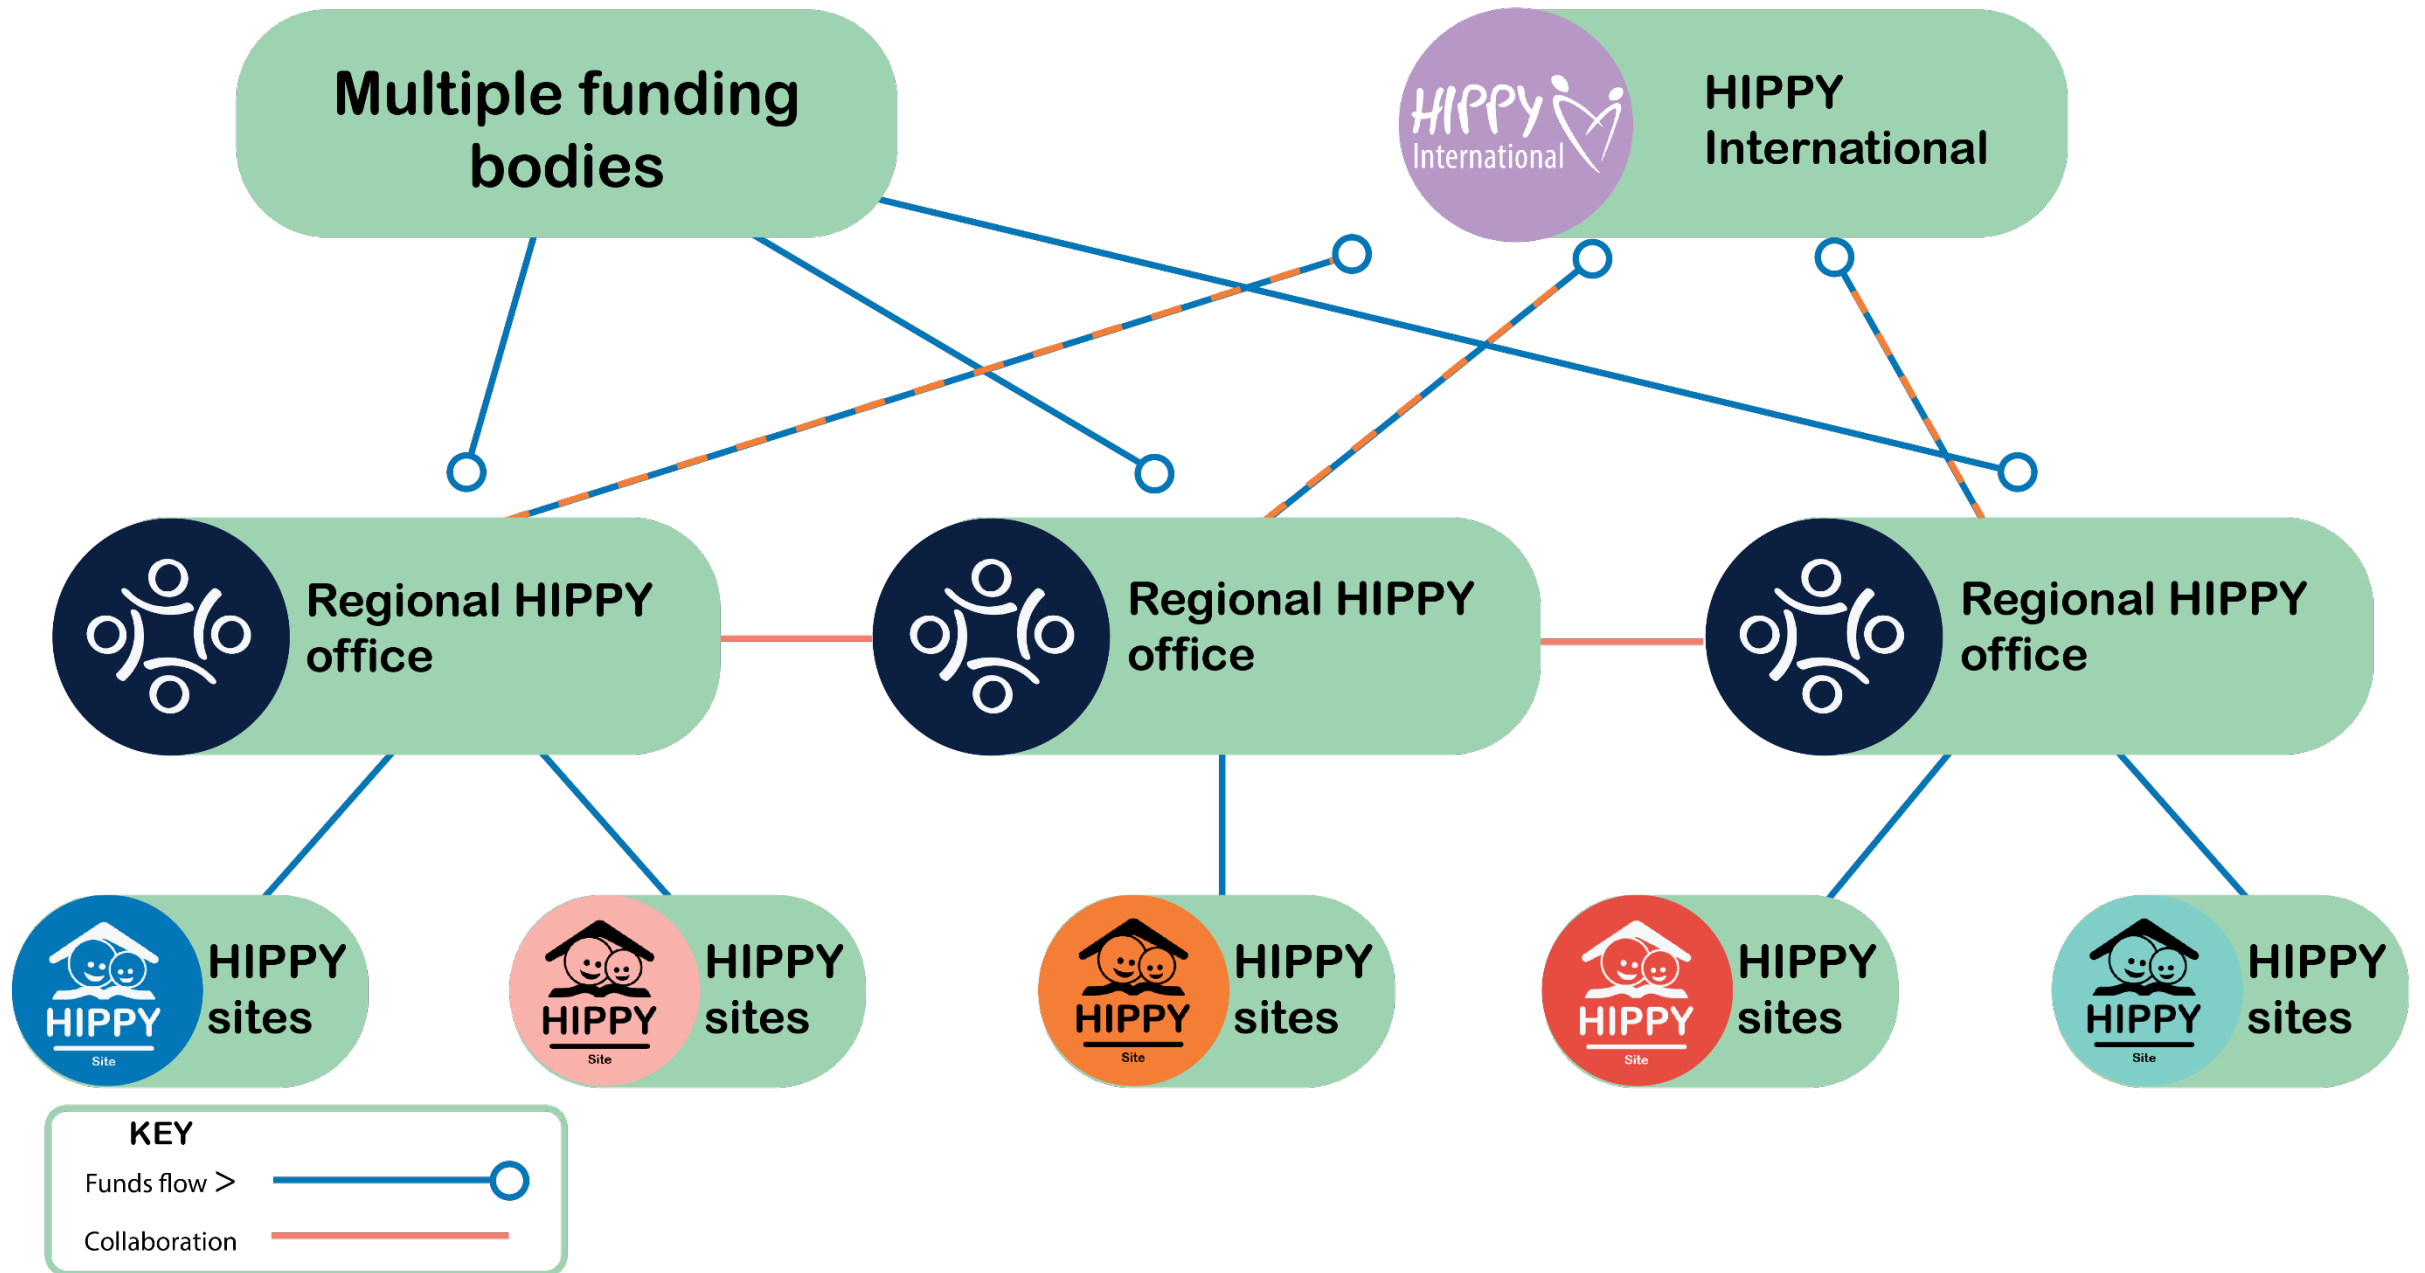 Multiple funding
bodies
HIPPY
International
HIPPY
International
Regional HIPPY
office
Regional HIPPY
office
Regional HIPPY
office
HIPPY
Site
HIPPY
sites
HIPPY
Site
HIPPY
sites
HIPPY
Site
HIPPY
sites
HIPPY
Site
HIPPY
sites
HIPPY
Site
HIPPY
sites
KEY
Funds flow >
Collaboration